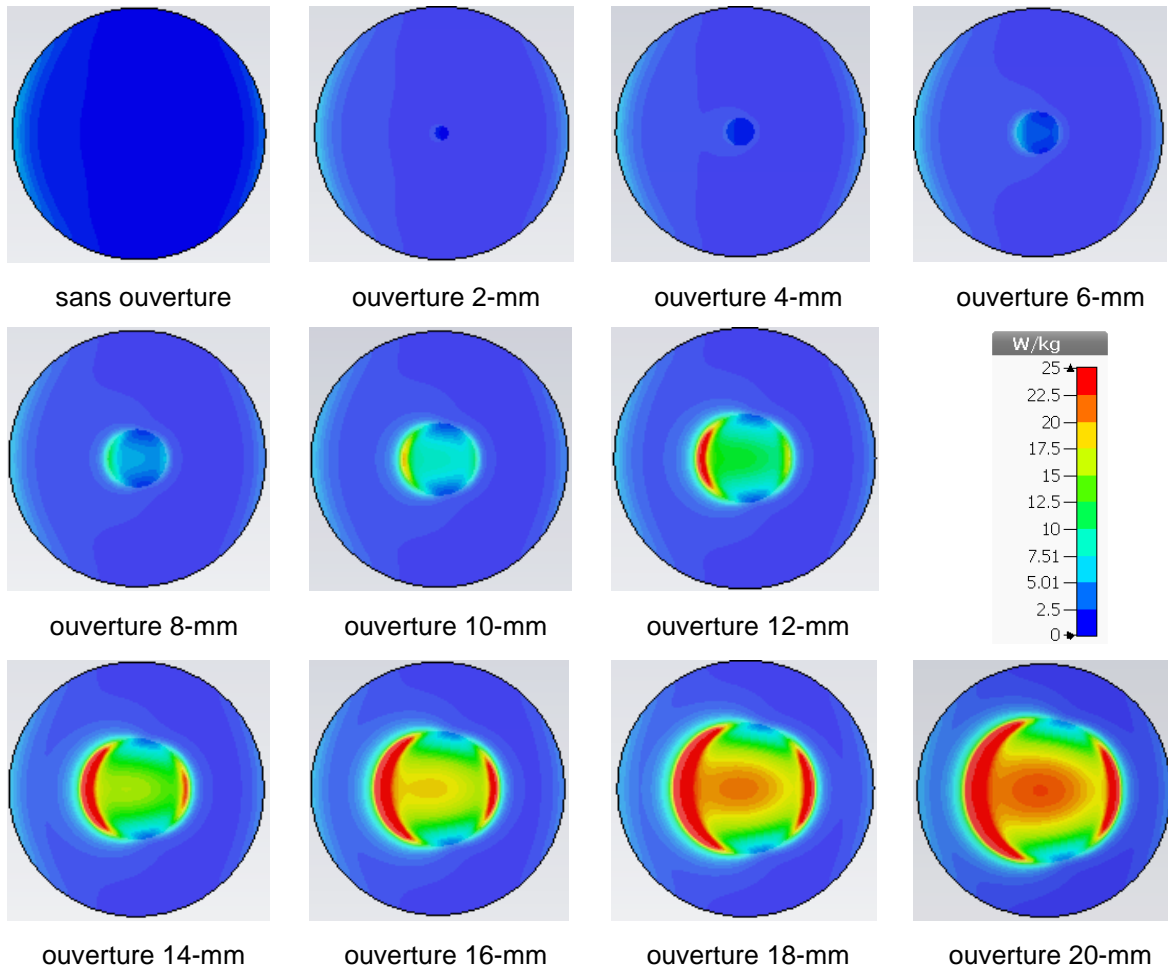 sans ouverture
ouverture 2-mm
ouverture 4-mm
ouverture 6-mm
W/kg
25
22.5
20
17.5
15
12.5
10
7.51
5.01
2.5
0
ouverture 8-mm
ouverture 10-mm
ouverture 12-mm
ouverture 14-mm
ouverture 16-mm
ouverture 18-mm
ouverture 20-mm